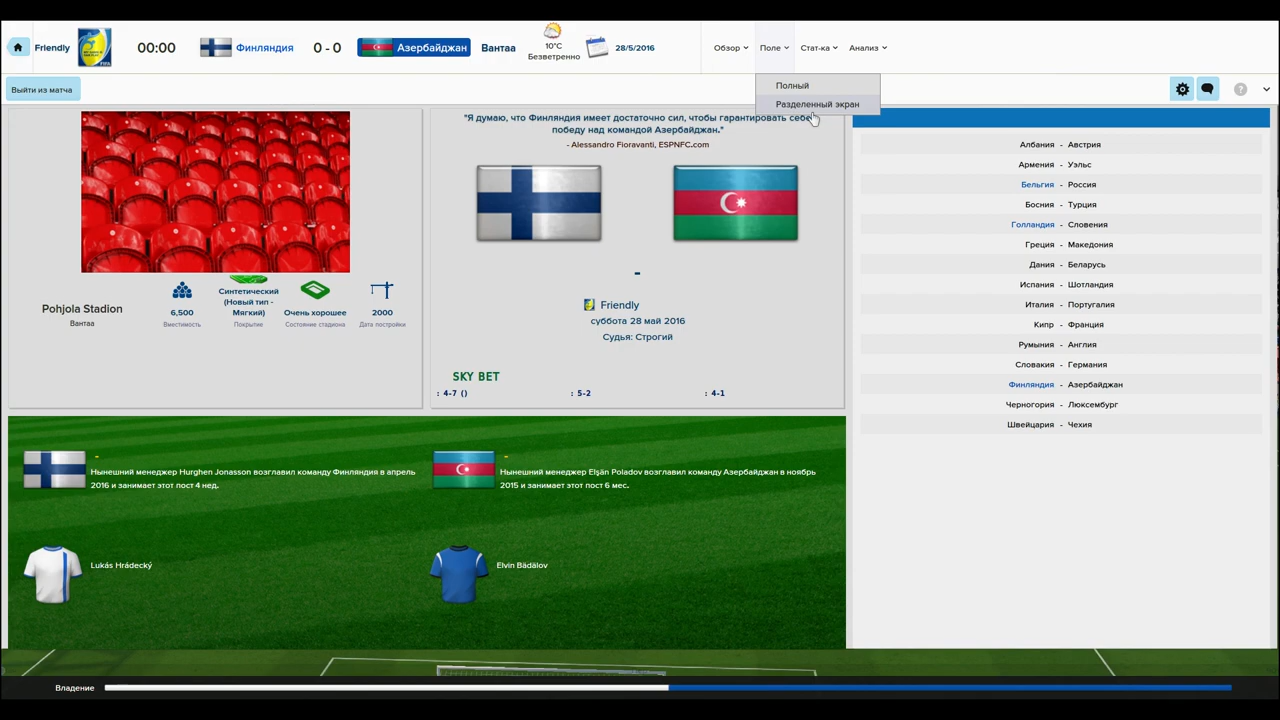 Friendly
00:00
Финляндия
0 - 0
Азербайджан
Вантаа
10°C
Безветренно
28/5/2016
Обзор
Поле
Стат-ка
Анализ
Полный
Разделенный экран
Выйти из матча
?
"Я думаю, что Финляндия имеет достаточно сил, чтобы гарантировать себе
победу над командой Азербайджан."
- Alessandro Fioravanti, ESPNFC.com
Pohjola Stadion
Вантаа
6,500
Вместимость
Синтетический
(Новый тип -
Мягкий)
Покрытие
Очень хорошее
Состояние стадиона
2000
Дата постройки
-
Friendly
суббота 28 май 2016
Судья: Строгий
SKY BET
: 4-7 ()
: 5-2
: 4-1
Албания - Австрия
Армения - Уэльс
Бельгия - Россия
Босния - Турция
Голландия - Словения
Греция - Македония
Дания - Беларусь
Испания - Шотландия
Италия - Португалия
Кипр - Франция
Румыния - Англия
Словакия - Германия
Финляндия - Азербайджан
Черногория - Люксембург
Швейцария - Чехия
-
Нынешний менеджер Hurghen Jonasson возглавил команду Финляндия в апрель
2016 и занимает этот пост 4 нед.
-
Нынешний менеджер Elşän Poladov возглавил команду Азербайджан в ноябрь
2015 и занимает этот пост 6 мес.
Lukás Hrádecký
Elvin Bädälov
Владение